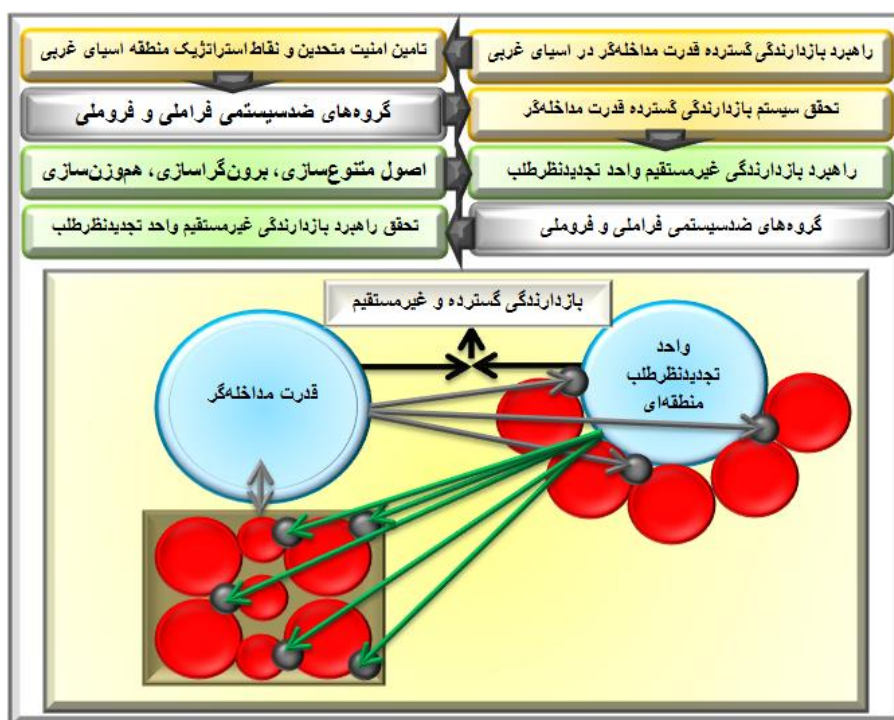 راهبرد بازدارندگی گسترده قدرت مداخله‌گر در اسیای غربی
تامین امنیت متحدین و نقاط استراتژیک منطقه اسیای غربی
تحقق سیستم بازدارندگی گسترده قدرت مداخله‌گر
گروه‌های ضدسیستمی فراملی و فروملی
راهبرد بازدارندگی غیرمستقیم واحد تجدیدنظرطلب
اصول متنوع‌سازی، برون‌گراسازی، هم‌وزن‌سازی
گروه‌های ضدسیستمی فراملی و فروملی
تحقق راهبرد بازدارندگی غیرمستقیم واحد تجدیدنظرطلب
بازدارندگی گسترده و غیرمستقیم
واحد
تجدیدنظرطلب
منطقه‌ای
قدرت مداخله‌گر